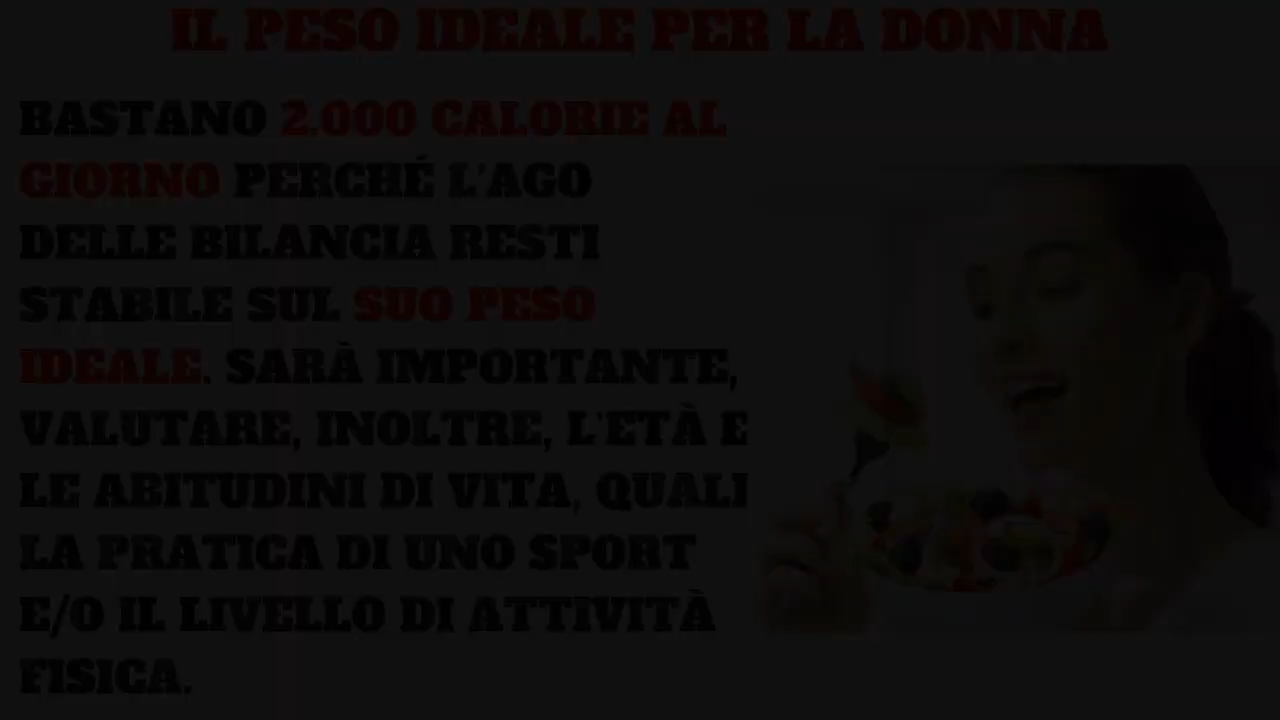 IL PESO IDEALE PER LA DONNA
BASTANO 2.000 CALORIE AL
GIORNO PERCHÉ L'AGO
DELLE BILANCIA RESTI
STABILE SUL SUO PESO
IDEALE. SARÀ IMPORTANTE,
VALUTARE, INOLTRE, L'ETÀ E
LE ABITUDINI DI VITA, QUALI
LA PRATICA DI UNO SPORT
E/O IL LIVELLO DI ATTIVITÀ
FISICA.